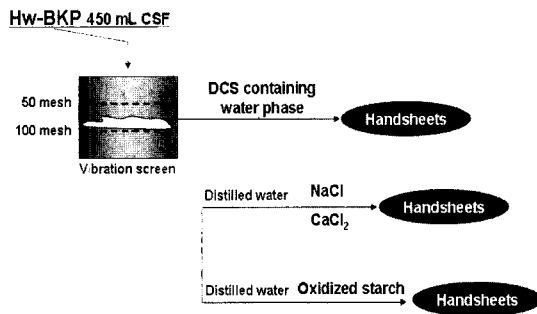 Hw-BKP 450 mL CSF
50 mesh
100 mesh
Vibration screen
DCS containing
water phase
Handsheets
Distilled water NaCl
CaCl₂
Handsheets
Distilled water Oxidized starch
Handsheets